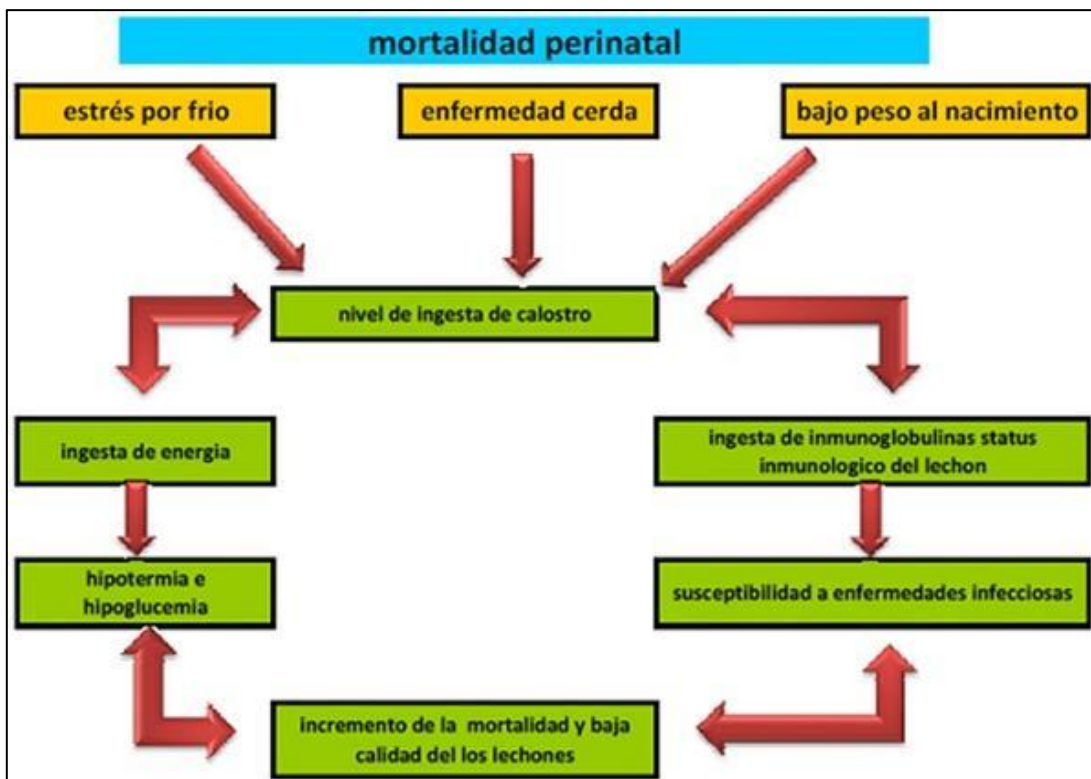 mortalidad perinatal
estrés por frio
enfermedad cerda
bajo peso al nacimiento
nivel de ingesta de calostro
ingesta de energia
ingesta de inmunoglobulinas status
inmunologico del lechon
hipotermia e
hipoglucemia
susceptibilidad a enfermedades infecciosas
incremento de la mortalidad y baja
calidad del los lechones